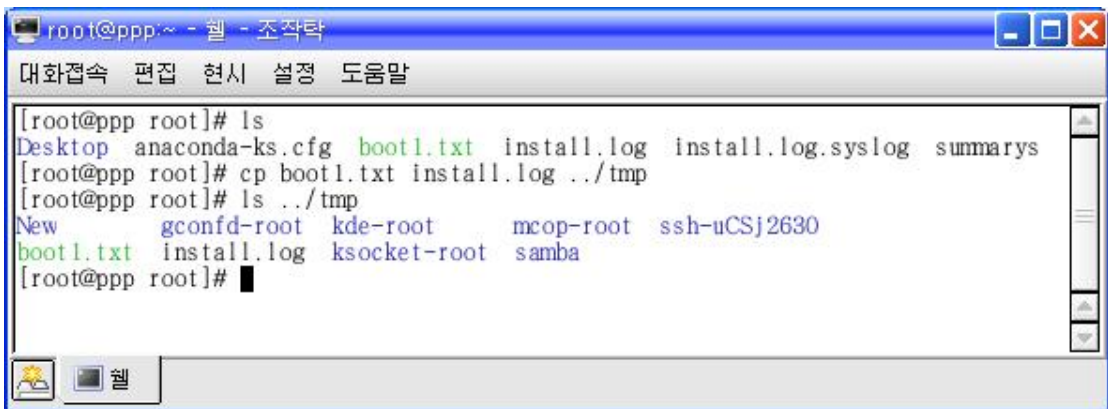 root@ppp:~ - 웰 - 조작탁
대화접속 편집 현시 설정 도움말
[root@ppp root]# ls
Desktop anaconda-ks.cfg boot1.txt install.log install.log.syslog summarys
[root@ppp root]# cp boot1.txt install.log ../tmp
[root@ppp root]# ls ../tmp
New gconfd-root kde-root mcop-root ssh-uCSj2630
boot1.txt install.log ksocket-root samba
[root@ppp root]#
웰